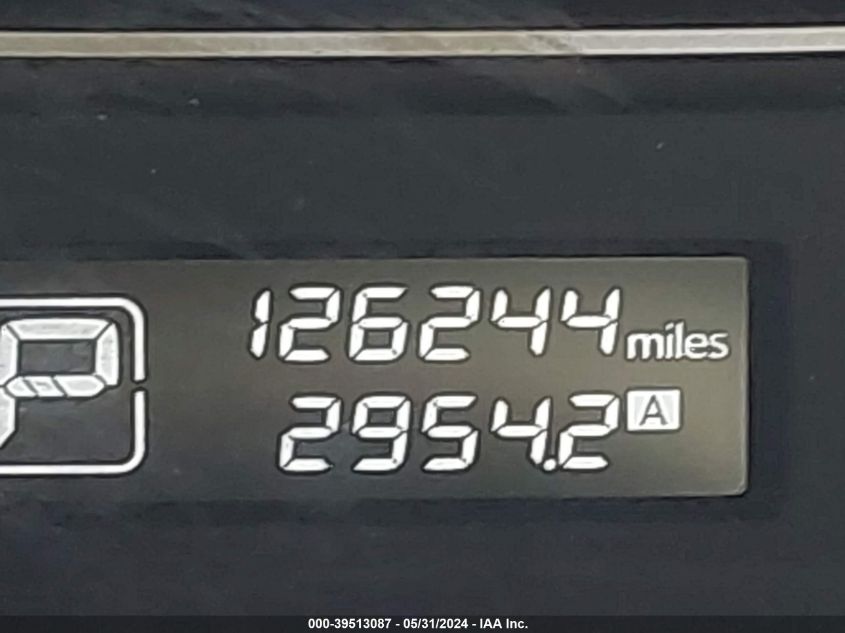 126244 miles
P
2954.2 A
000-39513087 - 05/31/2024 - IAA Inc.